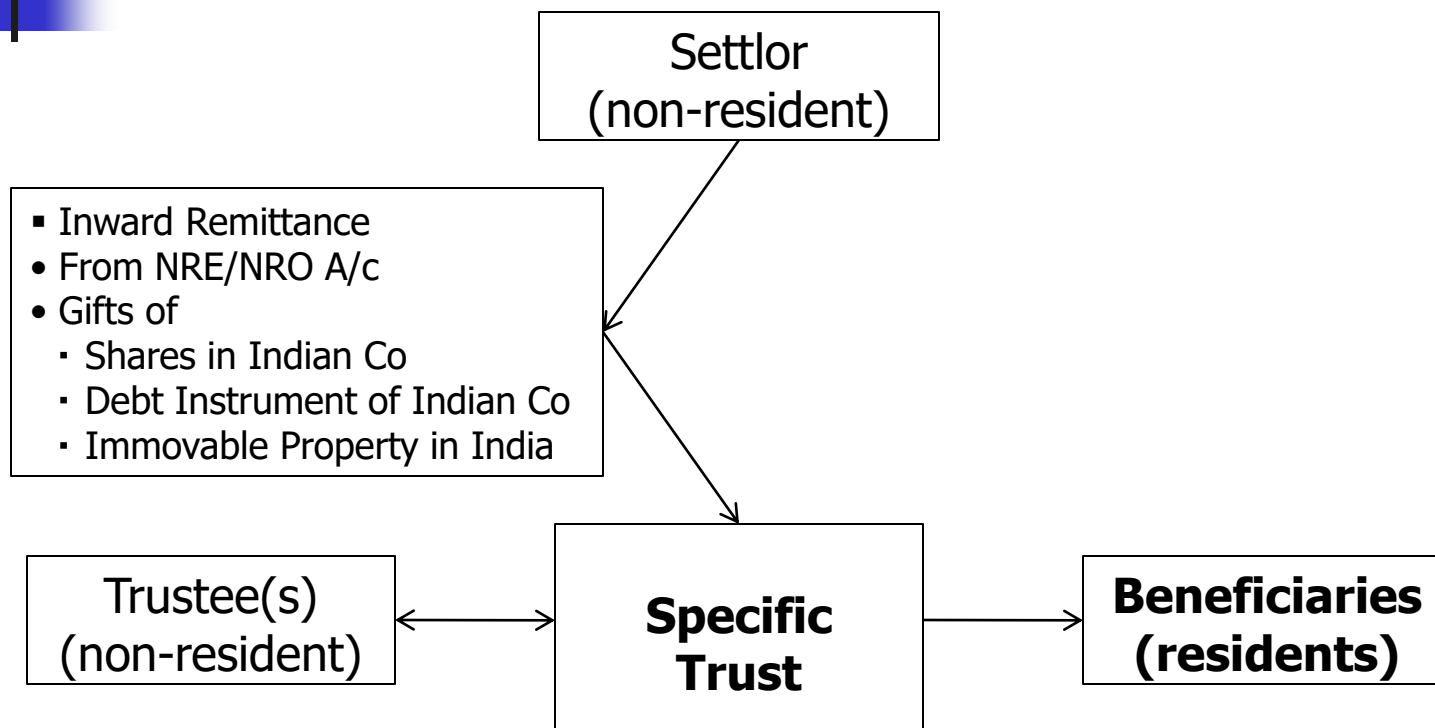 Settlor
(non-resident)
▪ Inward Remittance
• From NRE/NRO A/c
• Gifts of
▪ Shares in Indian Co
▪ Debt Instrument of Indian Co
▪ Immovable Property in India
Trustee(s)
(non-resident)
Specific
Trust
Beneficiaries
(residents)